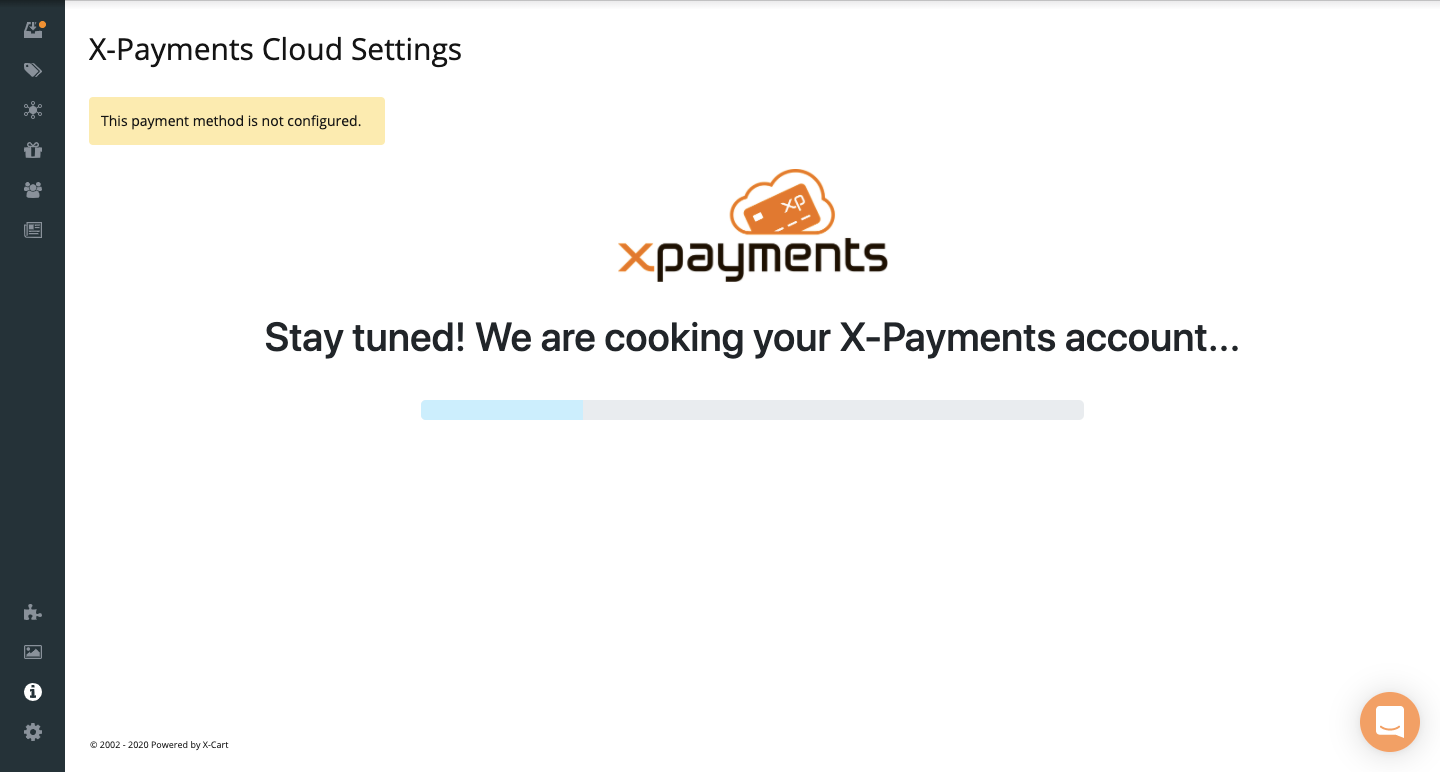 X-Payments Cloud Settings
This payment method is not configured.
xp
xpayments
Stay tuned! We are cooking your X-Payments account...
© 2002 - 2020 Powered by X-Cart